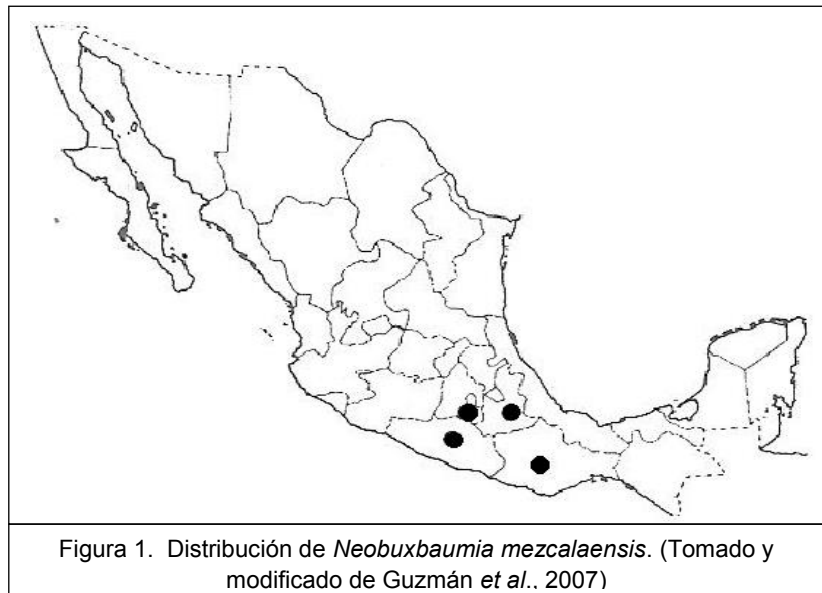 Figura 1. Distribución de Neobuxbaumia mezcalaensis. (Tomado y
modificado de Guzmán et al., 2007)